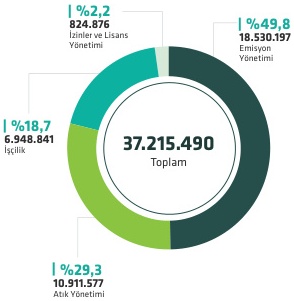 | %2,2
824.876
İzinler ve Lisans
Yönetimi
| %49,8
18.530.197
Emisyon
Yönetimi
| %18,7
6.948.841
İşçilik
37.215.490
Toplam
| %29,3
10.911.577
Atık Yönetimi